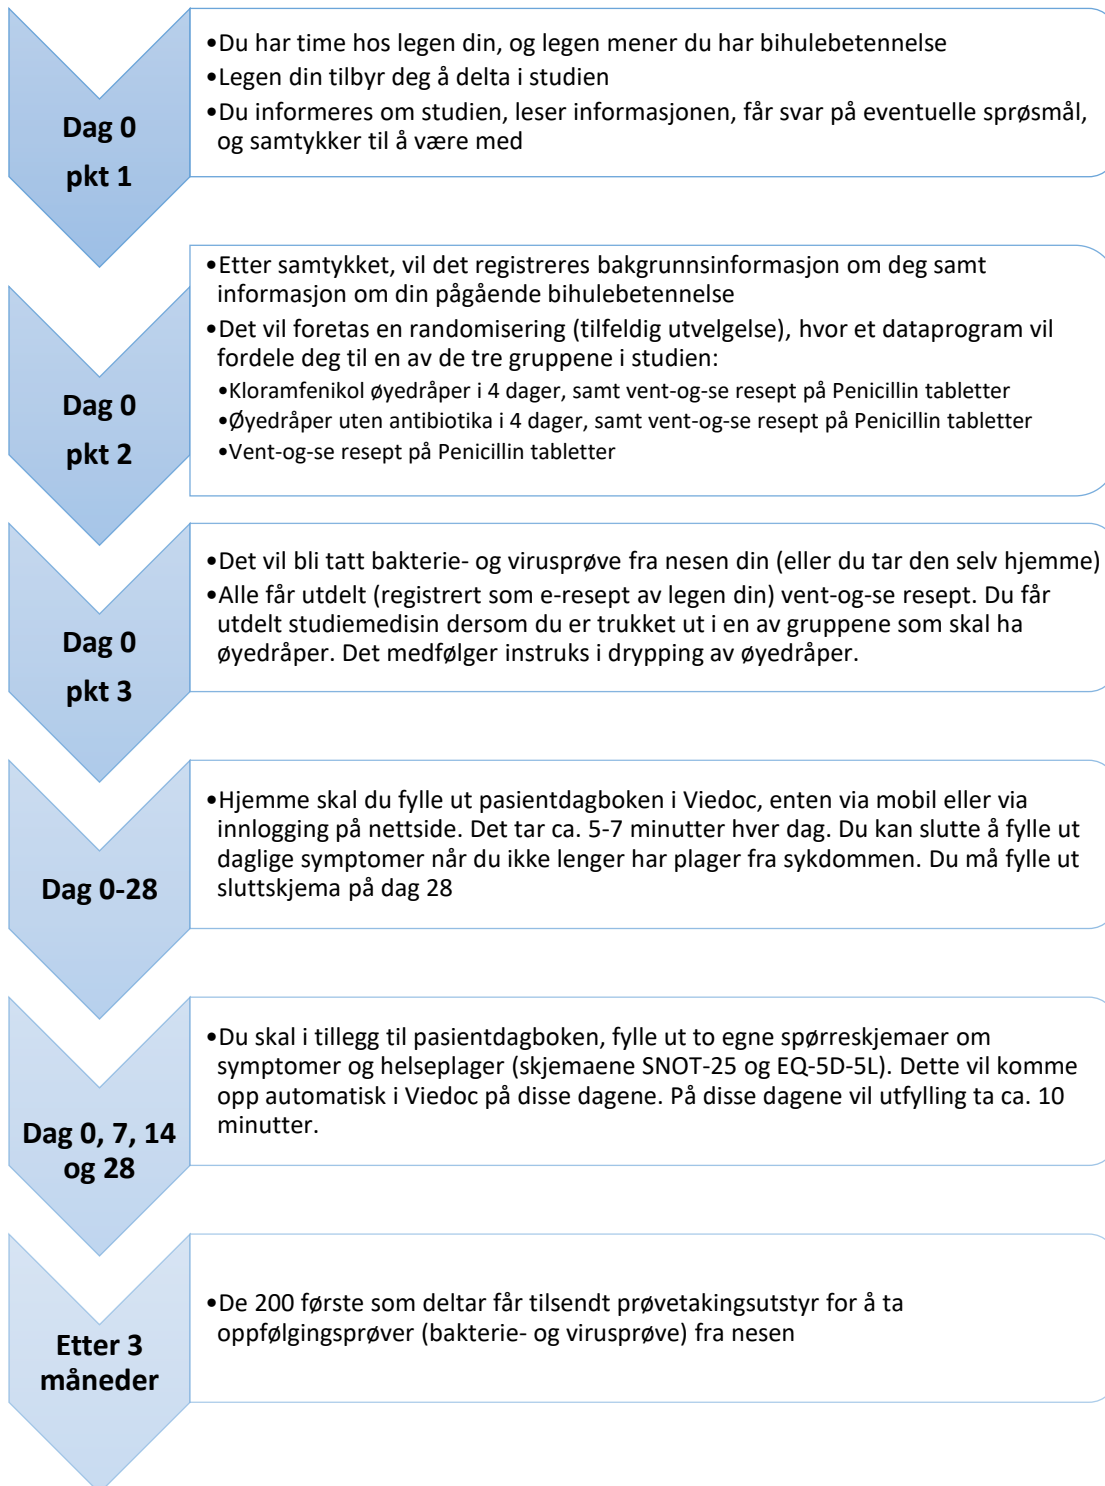 Dag 0
pkt 1
•Du har time hos legen din, og legen mener du har bihulebetennelse
•Legen din tilbyr deg å delta i studien
•Du informeres om studien, leser informasjonen, får svar på eventuelle sprøsmål,
og samtykker til å være med
Dag 0
pkt 2
•Etter samtykket, vil det registreres bakgrunnsinformasjon om deg samt
informasjon om din pågående bihulebetennelse
•Det vil foretas en randomisering (tilfeldig utvelgelse), hvor et dataprogram vil
fordele deg til en av de tre gruppene i studien:
•Kloramfenikol øyedråper i 4 dager, samt vent-og-se resept på Penicillin tabletter
•Øyedråper uten antibiotika i 4 dager, samt vent-og-se resept på Penicillin tabletter
•Vent-og-se resept på Penicillin tabletter
Dag 0
pkt 3
•Det vil bli tatt bakterie- og virusprøve fra nesen din (eller du tar den selv hjemme)
•Alle får utdelt (registrert som e-resept av legen din) vent-og-se resept. Du får
utdelt studiemedisin dersom du er trukket ut i en av gruppene som skal ha
øyedråper. Det medfølger instruks i drypping av øyedråper.
Dag 0-28
•Hjemme skal du fylle ut pasientdagboken i Viedoc, enten via mobil eller via
innlogging på nettside. Det tar ca. 5-7 minutter hver dag. Du kan slutte å fylle ut
daglige symptomer når du ikke lenger har plager fra sykdommen. Du må fylle ut
sluttskjema på dag 28
Dag 0, 7, 14
og 28
•Du skal i tillegg til pasientdagboken, fylle ut to egne spørreskjemaer om
symptomer og helseplager (skjemaene SNOT-25 og EQ-5D-5L). Dette vil komme
opp automatisk i Viedoc på disse dagene. På disse dagene vil utfylling ta ca. 10
minutter.
Etter 3
måneder
•De 200 første som deltar får tilsendt prøvetakingsutstyr for å ta
oppfølgingsprøver (bakterie- og virusprøve) fra nesen